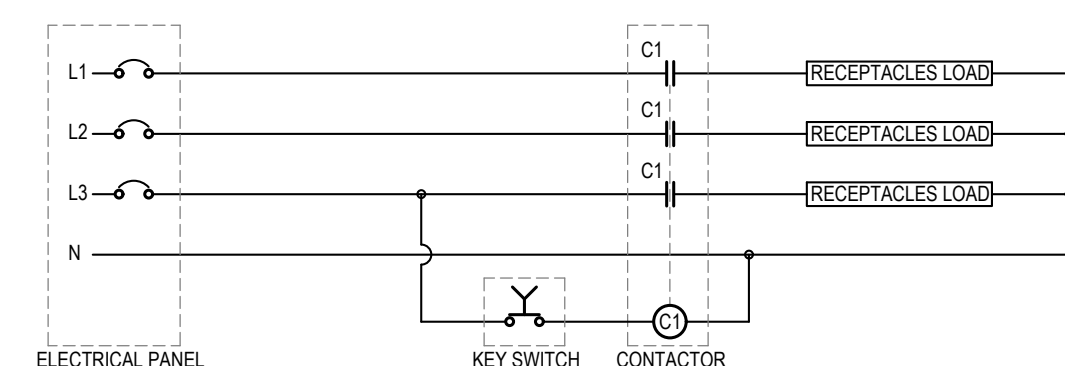 C1
L1
RECEPTACLES LOAD
C1
L2
RECEPTACLES LOAD
C1
L3
RECEPTACLES LOAD
N
C1
ELECTRICAL PANEL
KEY SWITCH
CONTACTOR